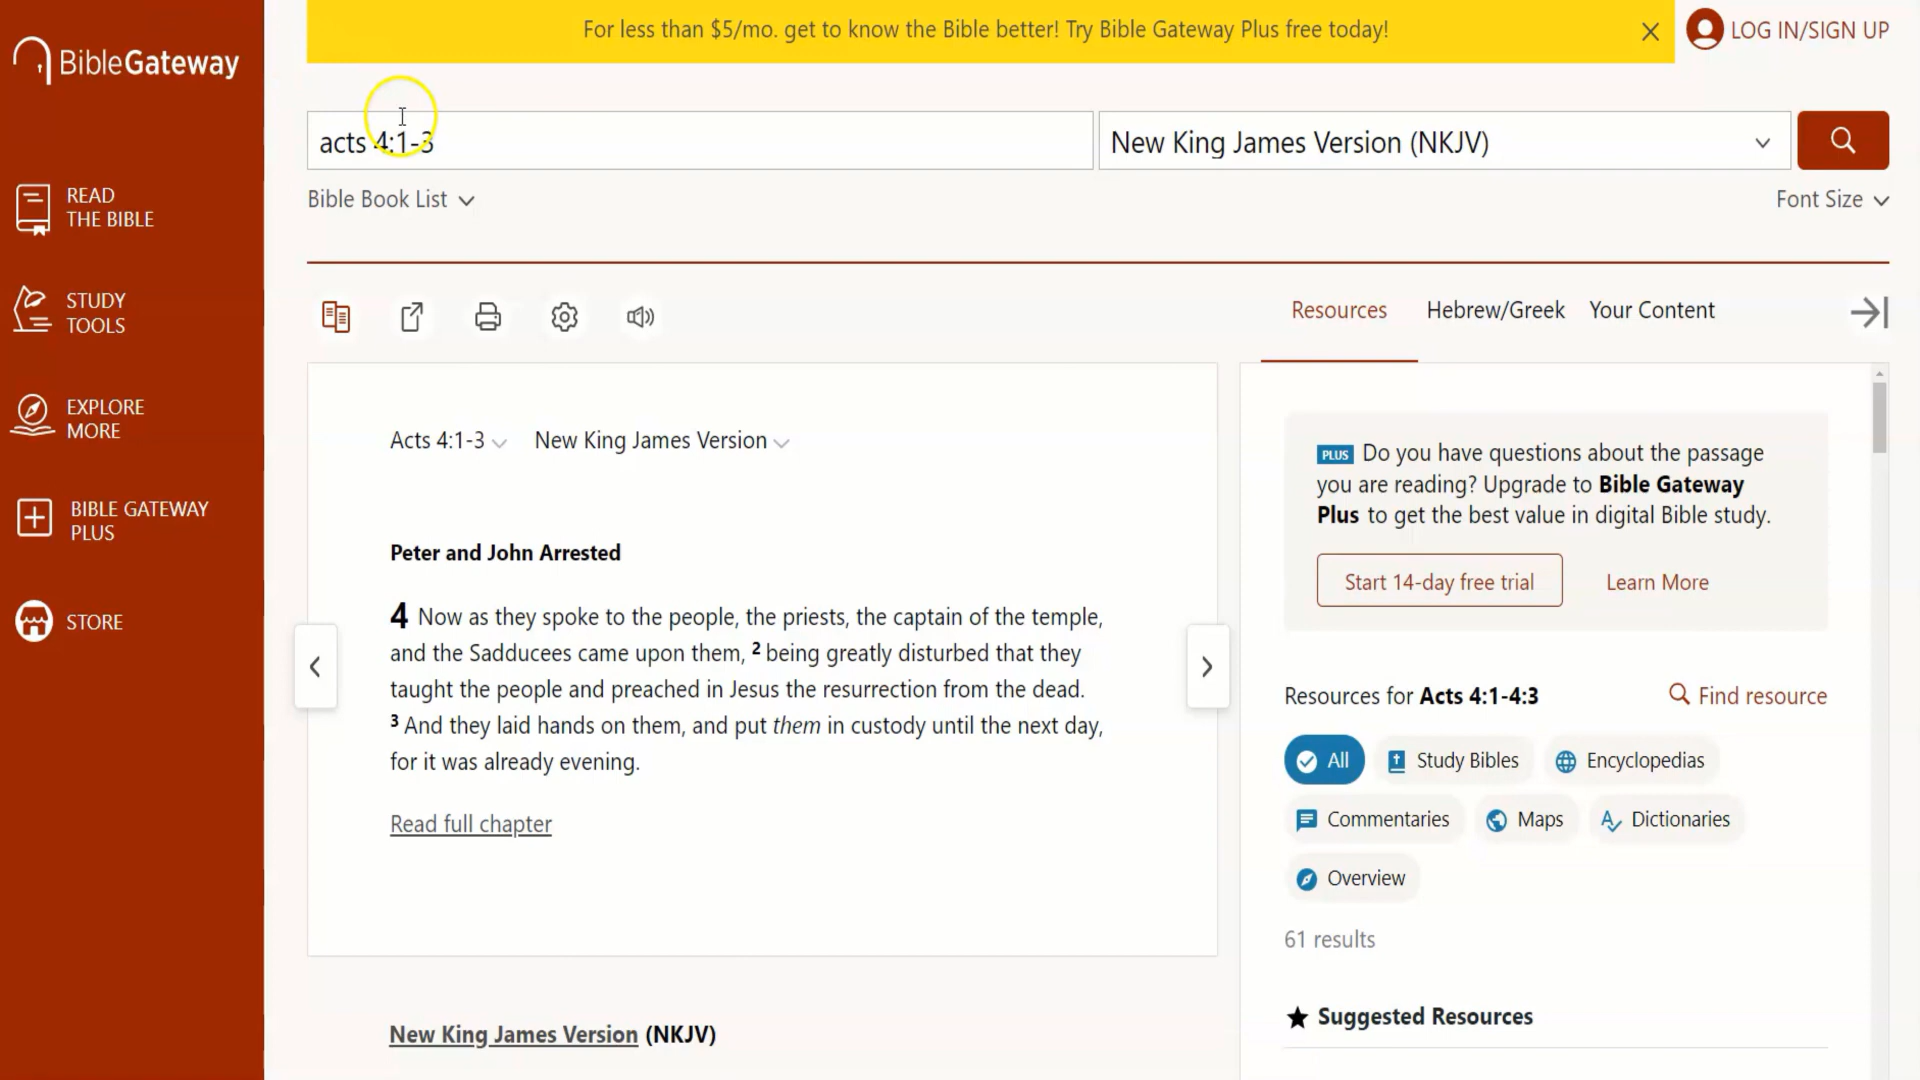 For less than $5/mo. get to know the Bible better! Try Bible Gateway Plus free today!
LOG IN/SIGN UP
BibleGateway
acts 4:1-3
New King James Version (NKJV)
Bible Book List
Font Size
READ
THE BIBLE
STUDY
TOOLS
EXPLORE
MORE
BIBLE GATEWAY
PLUS
STORE
Resources
Hebrew/Greek
Your Content
Acts 4:1-3
New King James Version
Peter and John Arrested
4 Now as they spoke to the people, the priests, the captain of the temple,
and the Sadducees came upon them, 2 being greatly disturbed that they
taught the people and preached in Jesus the resurrection from the dead.
3 And they laid hands on them, and put them in custody until the next day,
for it was already evening.
Read full chapter
New King James Version (NKJV)
PLUS Do you have questions about the passage
you are reading? Upgrade to Bible Gateway
Plus to get the best value in digital Bible study.
Start 14-day free trial
Learn More
Resources for Acts 4:1-4:3
Find resource
All
Study Bibles
Encyclopedias
Commentaries
Maps
Dictionaries
Overview
61 results
Suggested Resources